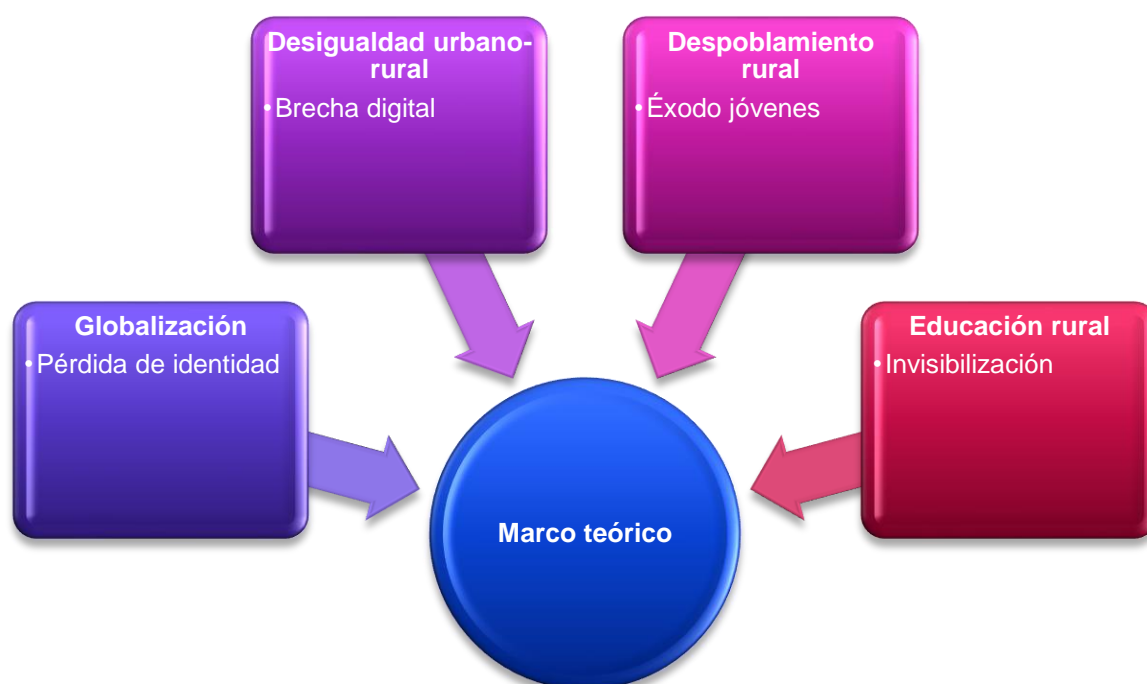 Desigualdad urbano-
rural
• Brecha digital
Despoblamiento
rural
• Éxodo jóvenes
Globalización
• Pérdida de identidad
Educación rural
• Invisibilización
Marco teórico